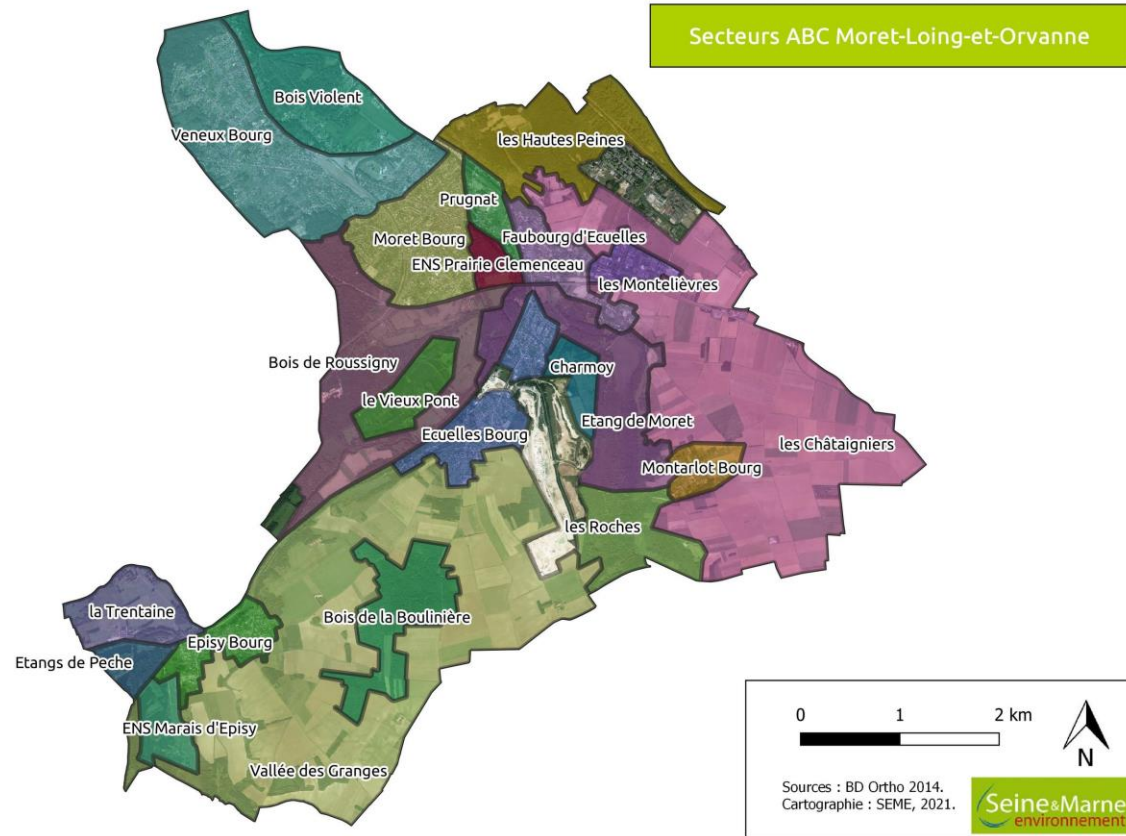 Secteurs ABC Moret-Loing-et-Orvanne
Bois Violent
Veneux Bourg
les Hautes Peines
Prugnat
Moret Bourg
Faubourg d'Ecuelles
ENS Prairie Clemenceau
les Montelièvres
Bois de Roussigny
Charmoy
le Vieux Pont
Etang de Moret
Ecuelles Bourg
les Châtaigniers
Montarlot Bourg
les Roches
la Trentaine
Bois de la Boulinière
Episy Bourg
Etangs de Peche
ENS Marais d'Episy
Vallée des Granges
0 1 2 km
N
Sources : BD Ortho 2014.
Cartographie : SEME, 2021.
Seine&Marne
environnement